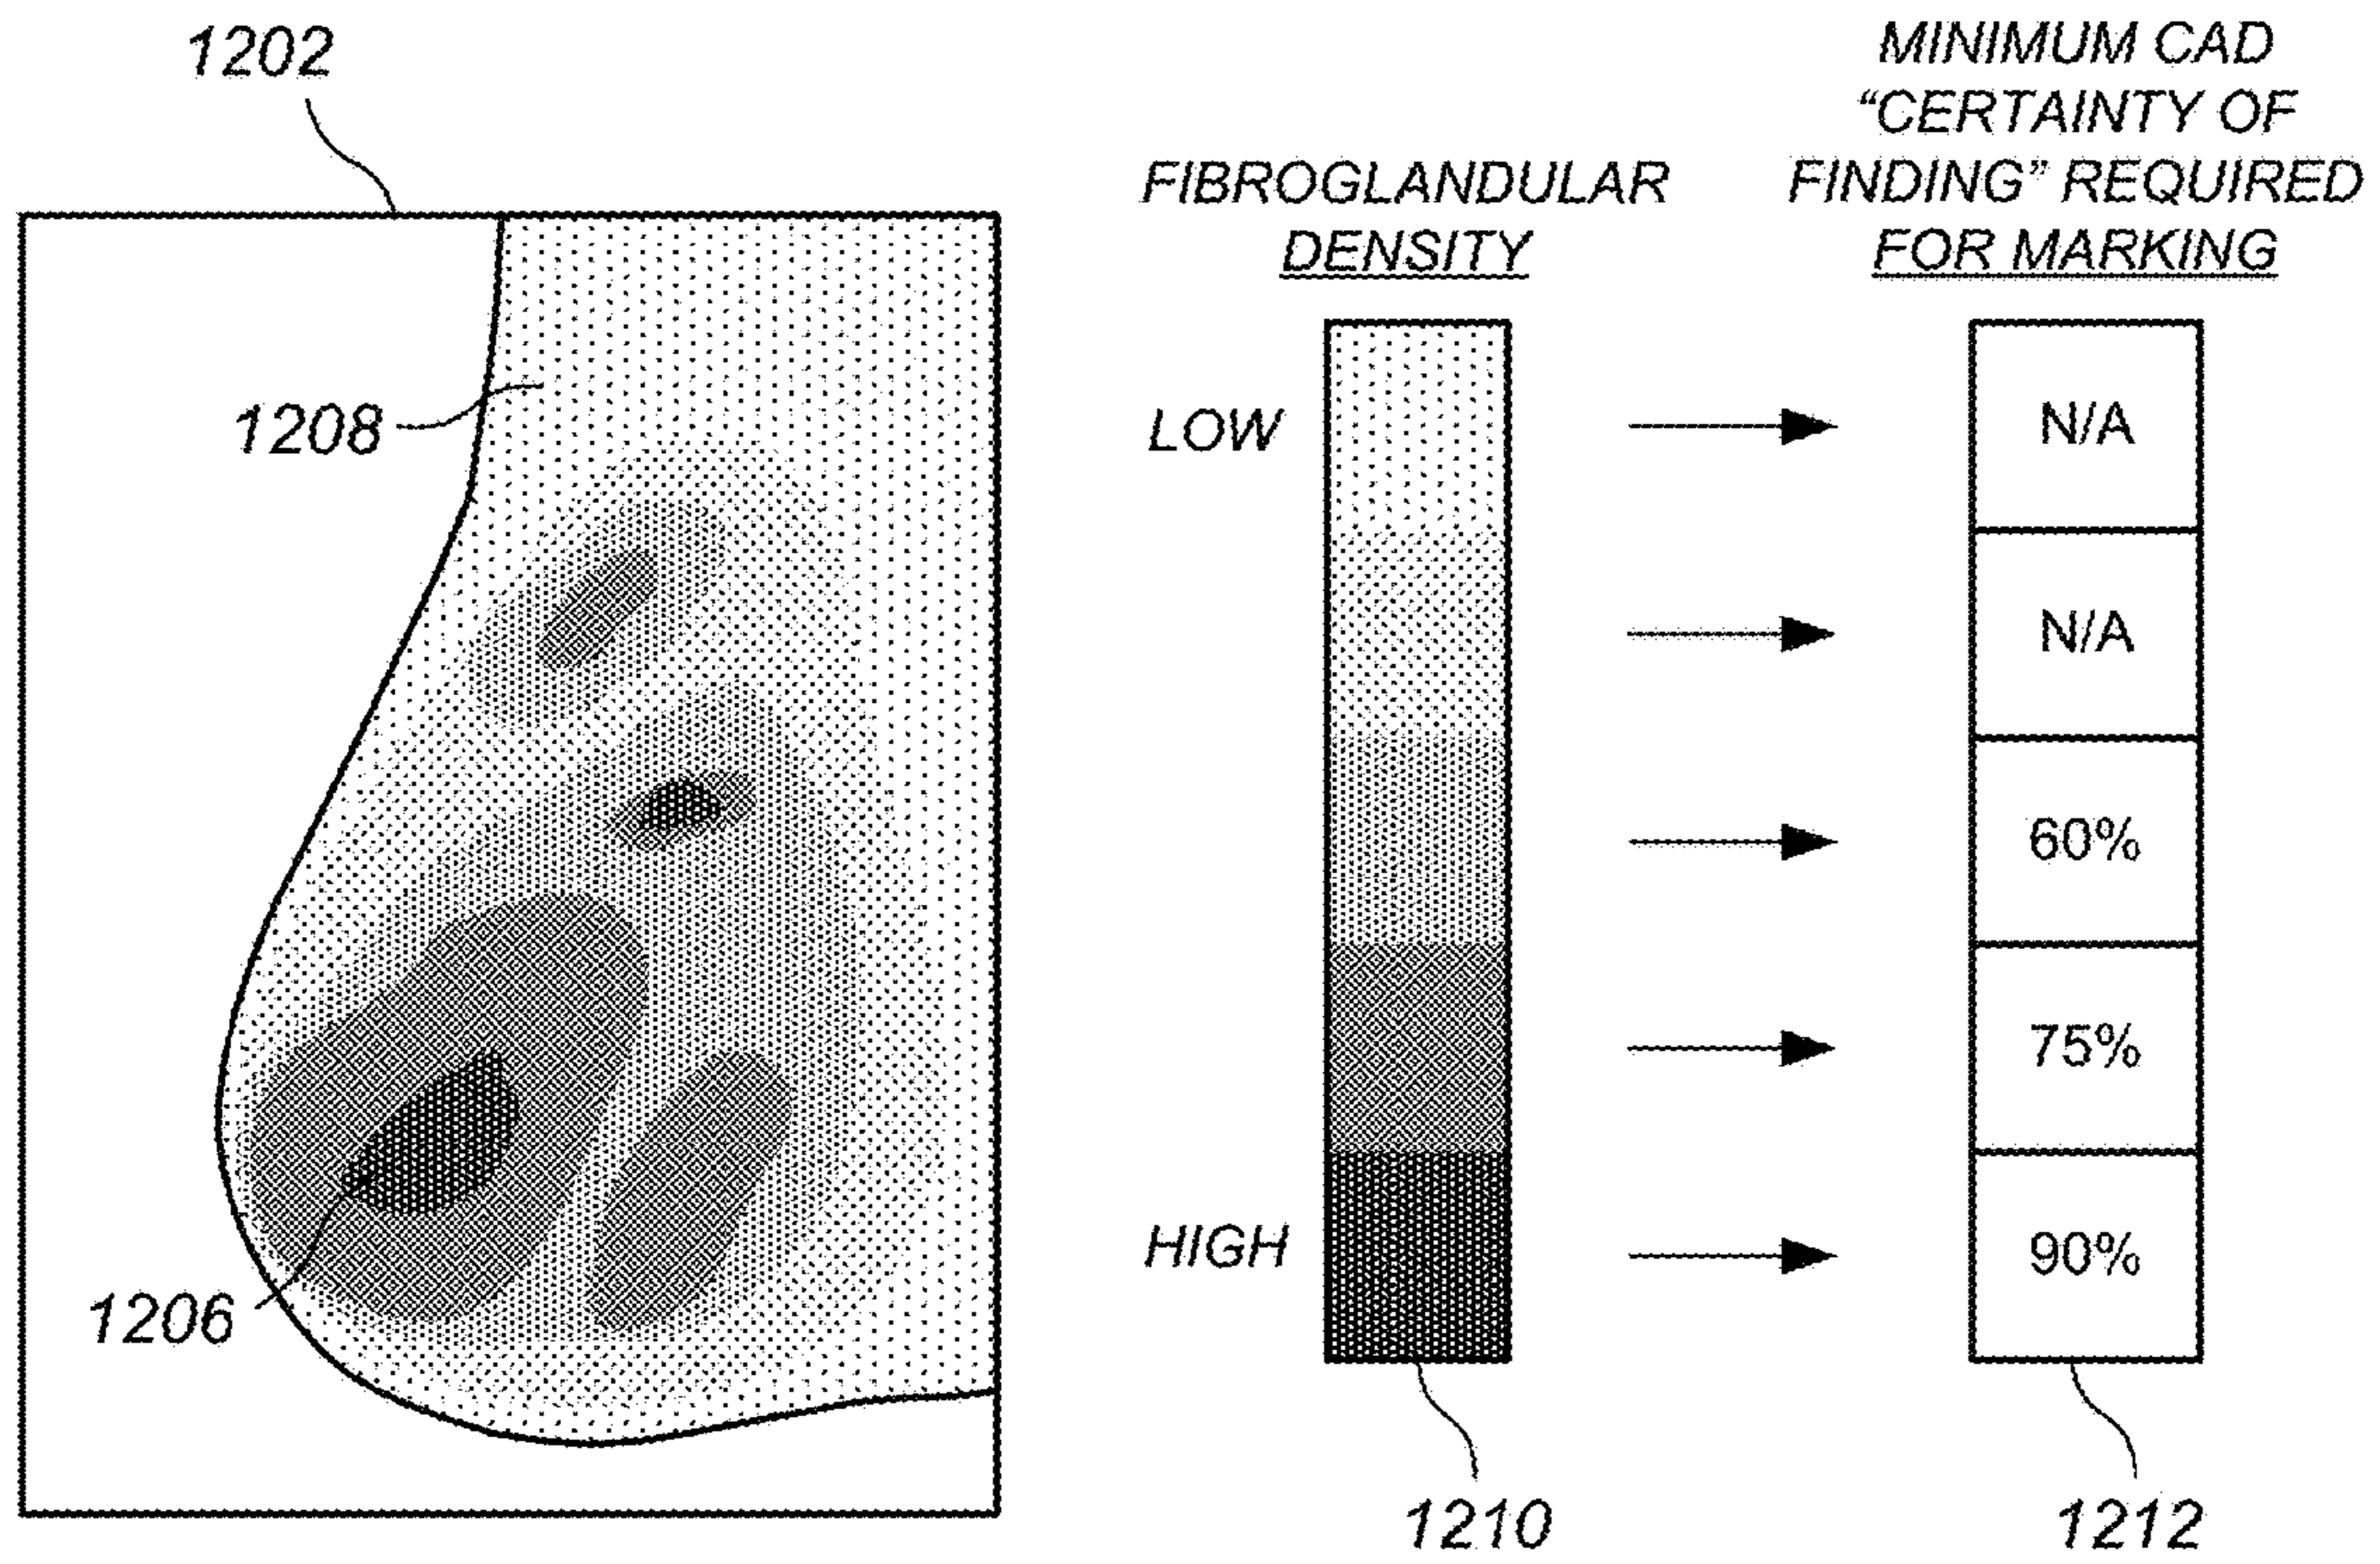 1202
1208
1206
FIBROGLANDULAR
DENSITY
LOW
HIGH
1210
MINIMUM CAD
“CERTAINTY OF
FINDING” REQUIRED
FOR MARKING
N/A
N/A
60%
75%
90%
1212